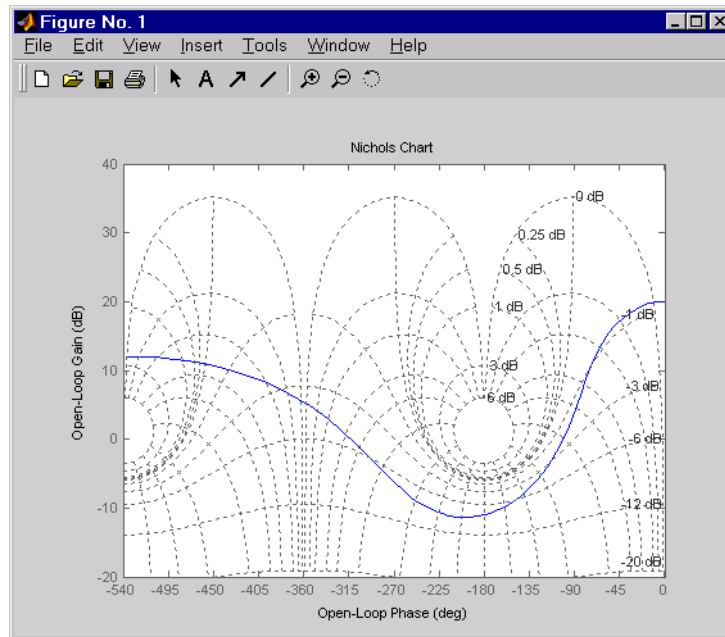 Figure No. 1
File Edit View Insert Tools Window Help
Nichols Chart
40
30
20
10
0
-10
-20
Open-Loop Gain (dB)
0 dB
0.25 dB
0.5 dB
1 dB
3 dB
6 dB
-1 dB
-3 dB
-6 dB
-12 dB
-20 dB
-540 -495 -450 -405 -360 -315 -270 -225 -180 -135 -90 -45 0
Open-Loop Phase (deg)